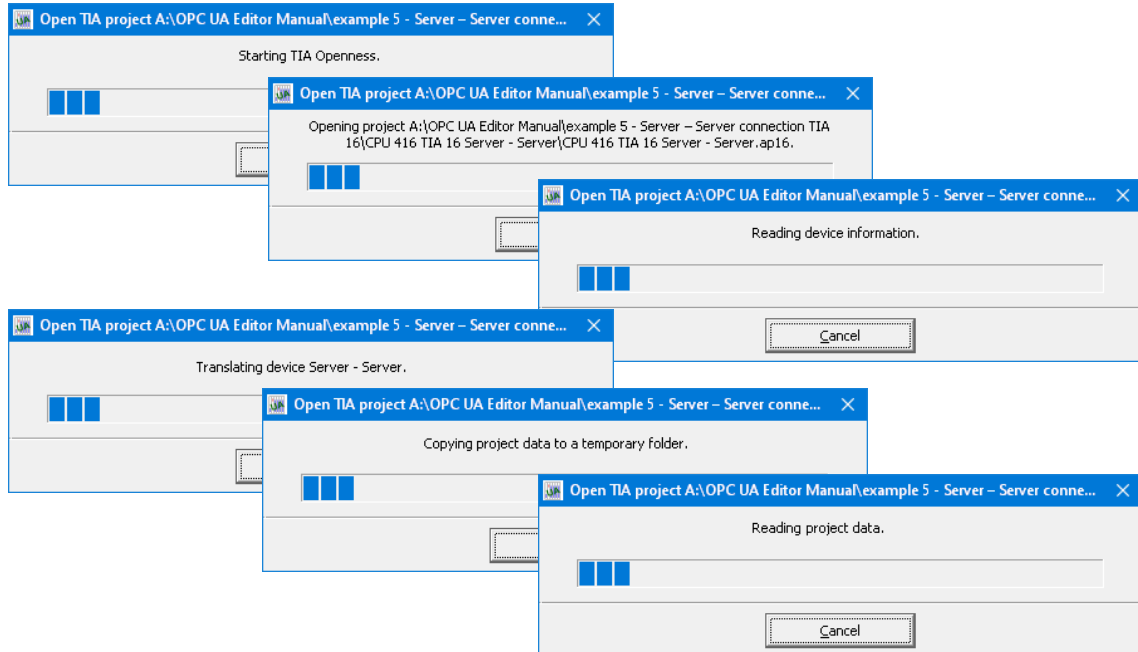 Open TIA project A:\OPC UA Editor Manual\example 5 - Server – Server conne...
Starting TIA Openness.
Open TIA project A:\OPC UA Editor Manual\example 5 - Server – Server conne...
Opening project A:\OPC UA Editor Manual\example 5 - Server – Server connection TIA
16\CPU 416 TIA 16 Server - Server\CPU 416 TIA 16 Server - Server.ap16.
Open TIA project A:\OPC UA Editor Manual\example 5 - Server – Server conne...
Reading device information.
Cancel
Open TIA project A:\OPC UA Editor Manual\example 5 - Server – Server conne...
Translating device Server - Server.
Open TIA project A:\OPC UA Editor Manual\example 5 - Server – Server conne...
Copying project data to a temporary folder.
Open TIA project A:\OPC UA Editor Manual\example 5 - Server – Server conne...
Reading project data.
Cancel